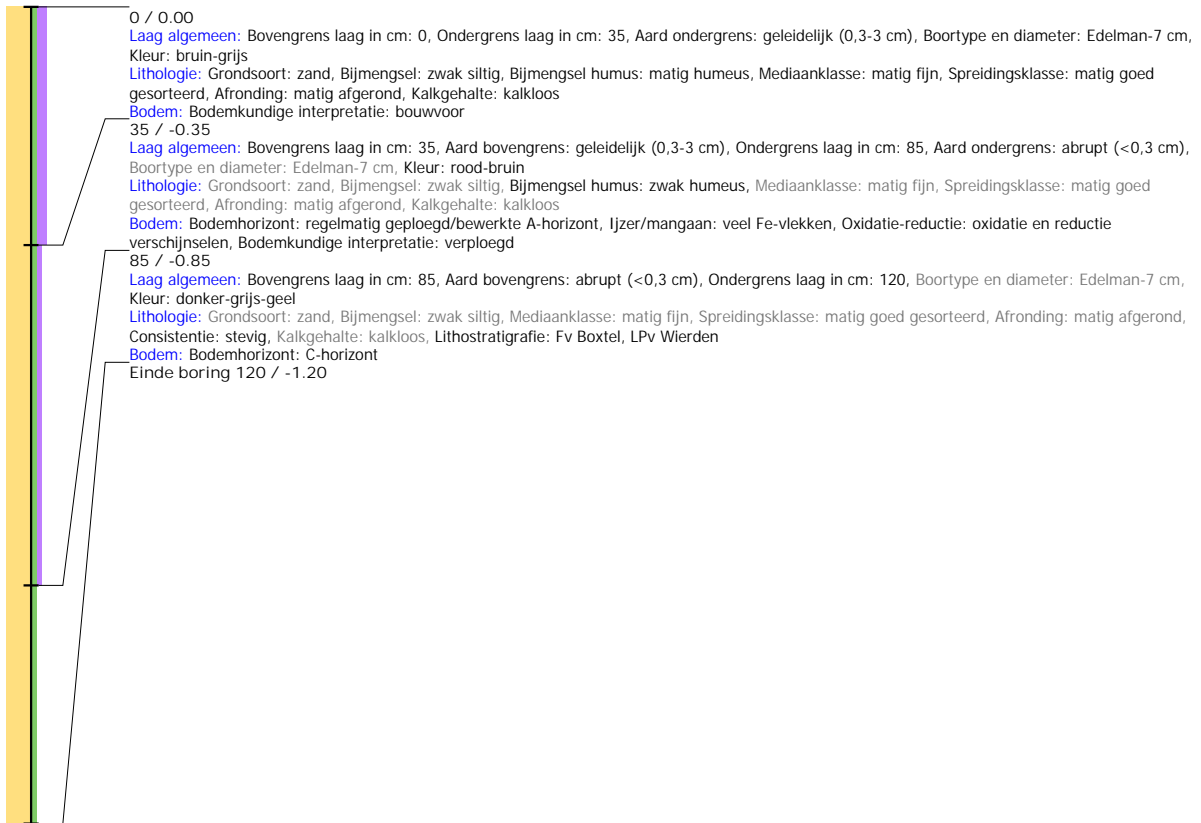 0 / 0.00
Laag algemeen: Bovengrens laag in cm: 0, Ondergrens laag in cm: 35, Aard ondergrens: geleidelijk (0,3-3 cm), Boortype en diameter: Edelman-7 cm,
Kleur: bruin-grijs
Lithologie: Grondsoort: zand, Bijmengsel: zwak siltig, Bijmengsel humus: matig humeus, Mediaanklasse: matig fijn, Spreidingsklasse: matig goed
gesorteerd, Afronding: matig afgerond, Kalkgehalte: kalkloos
Bodem: Bodemkundige interpretatie: bouwvoor
35 / -0.35
Laag algemeen: Bovengrens laag in cm: 35, Aard bovengrens: geleidelijk (0,3-3 cm), Ondergrens laag in cm: 85, Aard ondergrens: abrupt (<0,3 cm),
Boortype en diameter: Edelman-7 cm, Kleur: rood-bruin
Lithologie: Grondsoort: zand, Bijmengsel: zwak siltig, Bijmengsel humus: zwak humeus, Mediaanklasse: matig fijn, Spreidingsklasse: matig goed
gesorteerd, Afronding: matig afgerond, Kalkgehalte: kalkloos
Bodem: Bodemhorizont: regelmatig geploegd/bewerkte A-horizont, Ijzer/mangaan: veel Fe-vlekken, Oxidatie-reductie: oxidatie en reductie
verschijnselen, Bodemkundige interpretatie: verploegd
85 / -0.85
Laag algemeen: Bovengrens laag in cm: 85, Aard bovengrens: abrupt (<0,3 cm), Ondergrens laag in cm: 120, Boortype en diameter: Edelman-7 cm,
Kleur: donker-grijs-geel
Lithologie: Grondsoort: zand, Bijmengsel: zwak siltig, Mediaanklasse: matig fijn, Spreidingsklasse: matig goed gesorteerd, Afronding: matig afgerond,
Consistentie: stevig, Kalkgehalte: kalkloos, Lithostratigrafie: Fv Boxtel, LPv Wierden
Bodem: Bodemhorizont: C-horizont
Einde boring 120 / -1.20